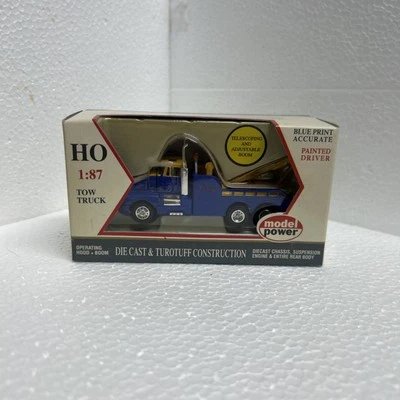 HO
1:87
TOW
TRUCK
TELESCOPING
AND
ADJUSTABLE
BOOM
BLUE PRINT
ACCURATE
PAINTED
DRIVER
model
power
OPERATING
HOOD & BOOM
DIE CAST & TUROTUFF CONSTRUCTION
DIECAST CHASSIS, SUSPENSION
ENGINE & ENTIRE REAR BODY